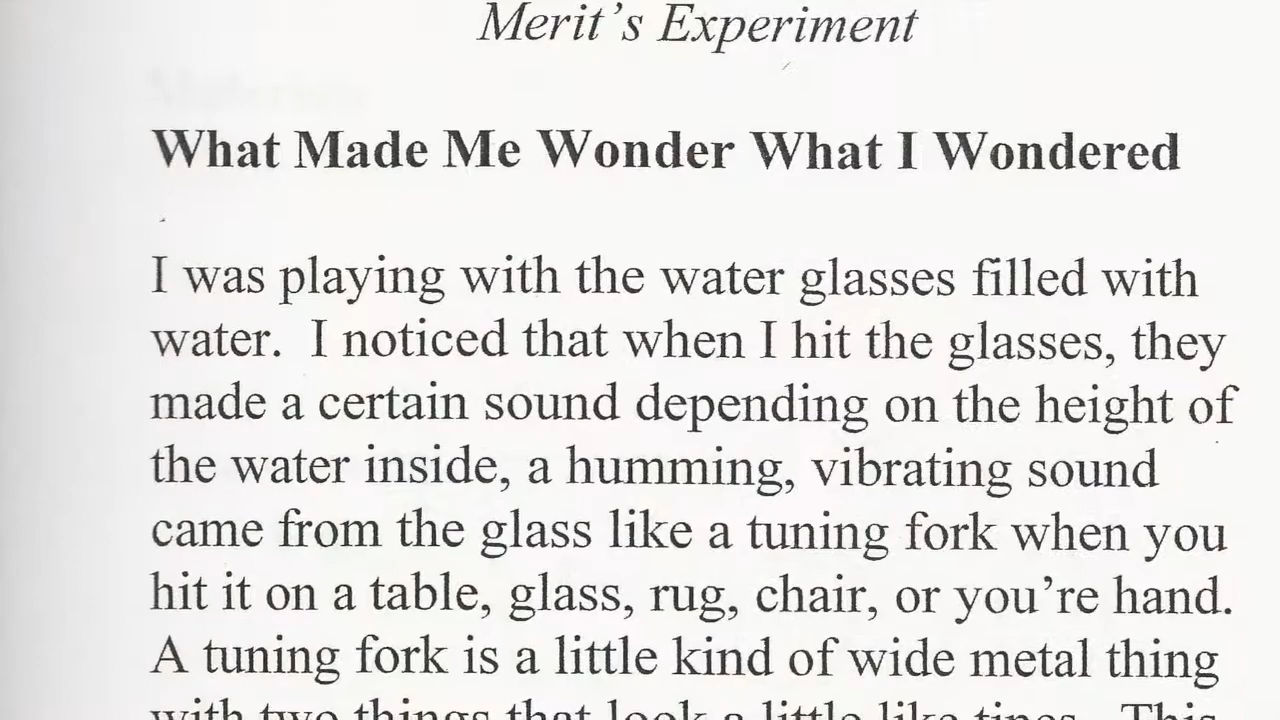 Merit's Experiment
What Made Me Wonder What I Wondered
I was playing with the water glasses filled with
water.  I noticed that when I hit the glasses, they
made a certain sound depending on the height of
the water inside, a humming, vibrating sound
came from the glass like a tuning fork when you
hit it on a table, glass, rug, chair, or you're hand.
A tuning fork is a little kind of wide metal thing
with two things that look a little like tines.  This